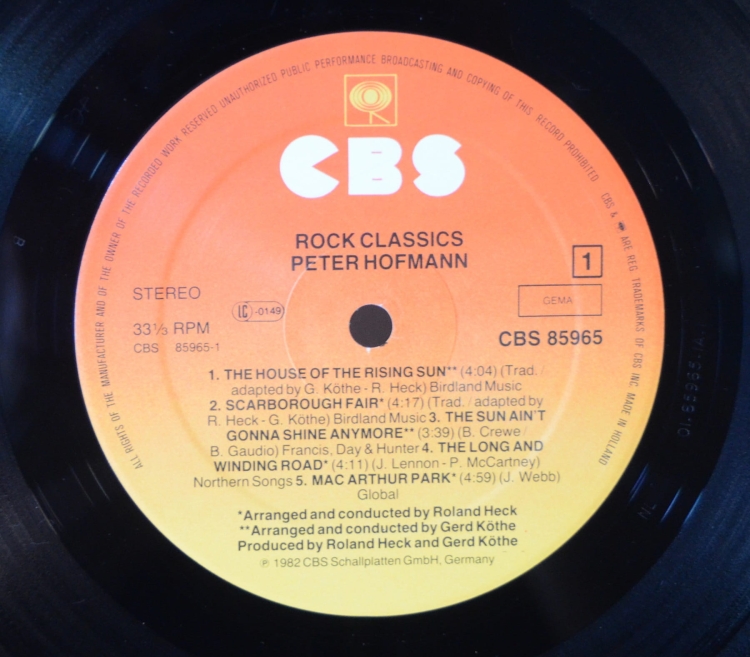 ALL RIGHTS OF THE MANUFACTURER AND OF THE OWNER OF THE RECORDED WORK RESERVED UNAUTHORIZED PUBLIC PERFORMANCE BROADCASTING AND COPYING OF THIS RECORD PROHIBITED CBS & ARE REG. TRADEMARKS OF CBS INC. MADE IN HOLLAND
CBS
ROCK CLASSICS
PETER HOFMANN
1
STEREO
LC -0149
GEMA
33⅓ RPM
CBS 85965-1
CBS 85965
1. THE HOUSE OF THE RISING SUN** (4:04) (Trad. /
adapted by G. Köthe - R. Heck) Birdland Music
2. SCARBOROUGH FAIR* (4:17) (Trad. / adapted by
R. Heck - G. Köthe) Birdland Music 3. THE SUN AIN'T
GONNA SHINE ANYMORE** (3:39) (B. Crewe /
B. Gaudio) Francis, Day & Hunter 4. THE LONG AND
WINDING ROAD* (4:11) (J. Lennon - P. McCartney)
Northern Songs 5. MAC ARTHUR PARK* (4:59) (J. Webb)
Global
*Arranged and conducted by Roland Heck
**Arranged and conducted by Gerd Köthe
Produced by Roland Heck and Gerd Köthe
℗ 1982 CBS Schallplatten GmbH, Germany